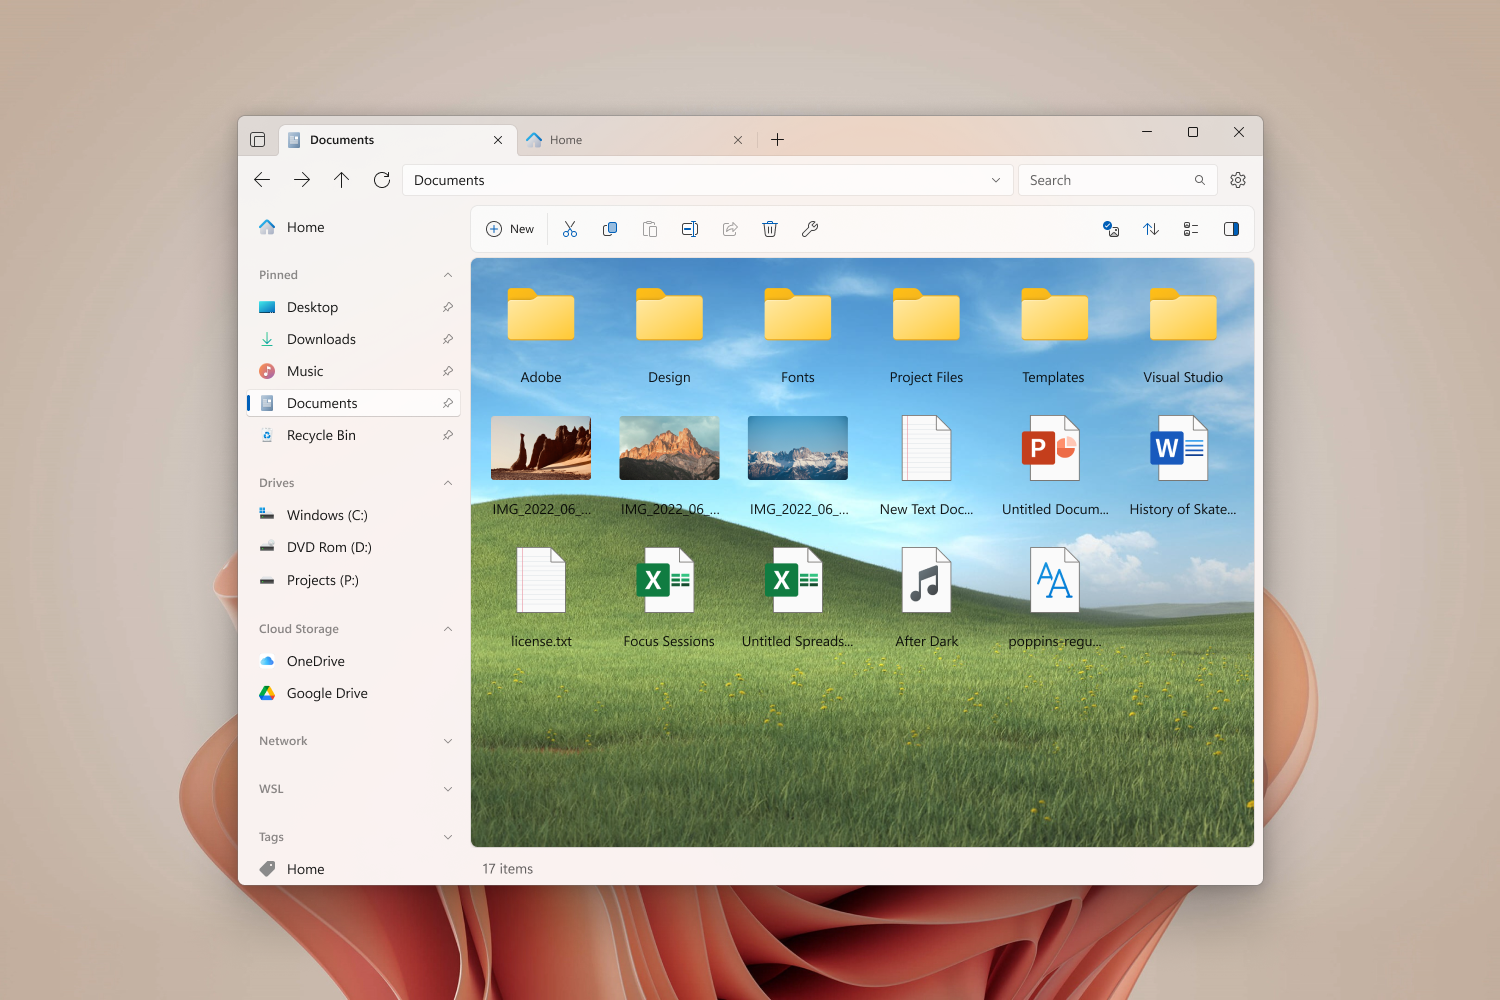 Documents
Home
Documents
Search
Home
New
Pinned
Desktop
Downloads
Music
Documents
Recycle Bin
Drives
Windows (C:)
DVD Rom (D:)
Projects (P:)
Cloud Storage
OneDrive
Google Drive
Network
WSL
Tags
Home
Adobe
Design
Fonts
Project Files
Templates
Visual Studio
P
W
IMG_2022_06_...
IMG_2022_06_...
IMG_2022_06_...
New Text Doc...
Untitled Docum...
History of Skate...
X
X
AA
license.txt
Focus Sessions
Untitled Spreads...
After Dark
poppins-regu...
17 items